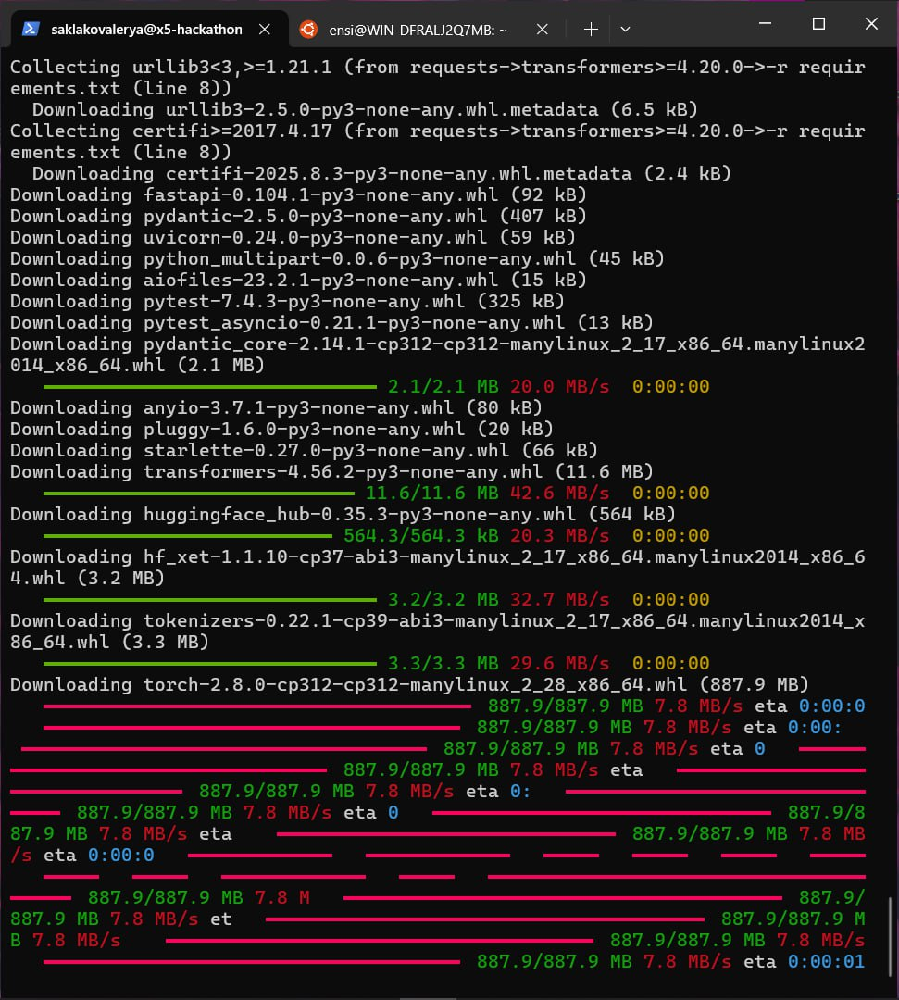 saklakovalerya@x5-hackathon
ensi@WIN-DFRALJ2Q7MB: ~
Collecting urllib3<3,>=1.21.1 (from requests->transformers>=4.20.0->-r requir
ements.txt (line 8))
  Downloading urllib3-2.5.0-py3-none-any.whl.metadata (6.5 kB)
Collecting certifi>=2017.4.17 (from requests->transformers>=4.20.0->-r requir
ements.txt (line 8))
  Downloading certifi-2025.8.3-py3-none-any.whl.metadata (2.4 kB)
Downloading fastapi-0.104.1-py3-none-any.whl (92 kB)
Downloading pydantic-2.5.0-py3-none-any.whl (407 kB)
Downloading uvicorn-0.24.0-py3-none-any.whl (59 kB)
Downloading python_multipart-0.0.6-py3-none-any.whl (45 kB)
Downloading aiofiles-23.2.1-py3-none-any.whl (15 kB)
Downloading pytest-7.4.3-py3-none-any.whl (325 kB)
Downloading pytest_asyncio-0.21.1-py3-none-any.whl (13 kB)
Downloading pydantic_core-2.14.1-cp312-cp312-manylinux_2_17_x86_64.manylinux2
014_x86_64.whl (2.1 MB)
2.1/2.1 MB 20.0 MB/s  0:00:00
Downloading anyio-3.7.1-py3-none-any.whl (80 kB)
Downloading pluggy-1.6.0-py3-none-any.whl (20 kB)
Downloading starlette-0.27.0-py3-none-any.whl (66 kB)
Downloading transformers-4.56.2-py3-none-any.whl (11.6 MB)
11.6/11.6 MB 42.6 MB/s  0:00:00
Downloading huggingface_hub-0.35.3-py3-none-any.whl (564 kB)
564.3/564.3 kB 20.3 MB/s  0:00:00
Downloading hf_xet-1.1.10-cp37-abi3-manylinux_2_17_x86_64.manylinux2014_x86_6
4.whl (3.2 MB)
3.2/3.2 MB 32.7 MB/s  0:00:00
Downloading tokenizers-0.22.1-cp39-abi3-manylinux_2_17_x86_64.manylinux2014_x
86_64.whl (3.3 MB)
3.3/3.3 MB 29.6 MB/s  0:00:00
Downloading torch-2.8.0-cp312-cp312-manylinux_2_28_x86_64.whl (887.9 MB)
887.9/887.9 MB 7.8 MB/s eta 0:00:0
887.9/887.9 MB 7.8 MB/s eta 0:00:
887.9/887.9 MB 7.8 MB/s eta 0
887.9/887.9 MB 7.8 MB/s eta
887.9/887.9 MB 7.8 MB/s eta 0:
887.9/887.9 MB 7.8 MB/s eta 0 887.9/8
87.9 MB 7.8 MB/s eta 887.9/887.9 MB 7.8 MB
/s eta 0:00:0
887.9/887.9 MB 7.8 M 887.9/
887.9 MB 7.8 MB/s et 887.9/887.9 M
B 7.8 MB/s 887.9/887.9 MB 7.8 MB/s
887.9/887.9 MB 7.8 MB/s eta 0:00:01